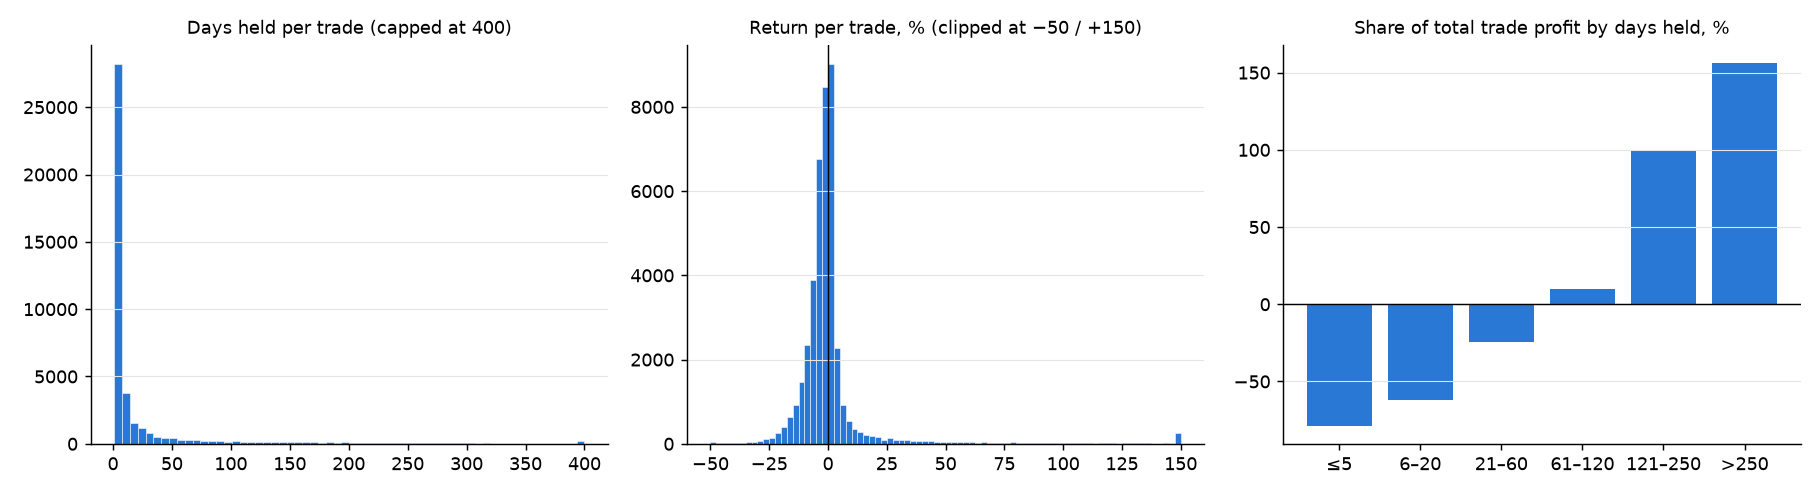 Days held per trade (capped at 400)
25000
20000
15000
10000
5000
0
0 50 100 150 200 250 300 350 400
Return per trade, % (clipped at −50 / +150)
8000
6000
4000
2000
0
−50 −25 0 25 50 75 100 125 150
Share of total trade profit by days held, %
150
100
50
0
−50
≤5 6–20 21–60 61–120 121–250 >250